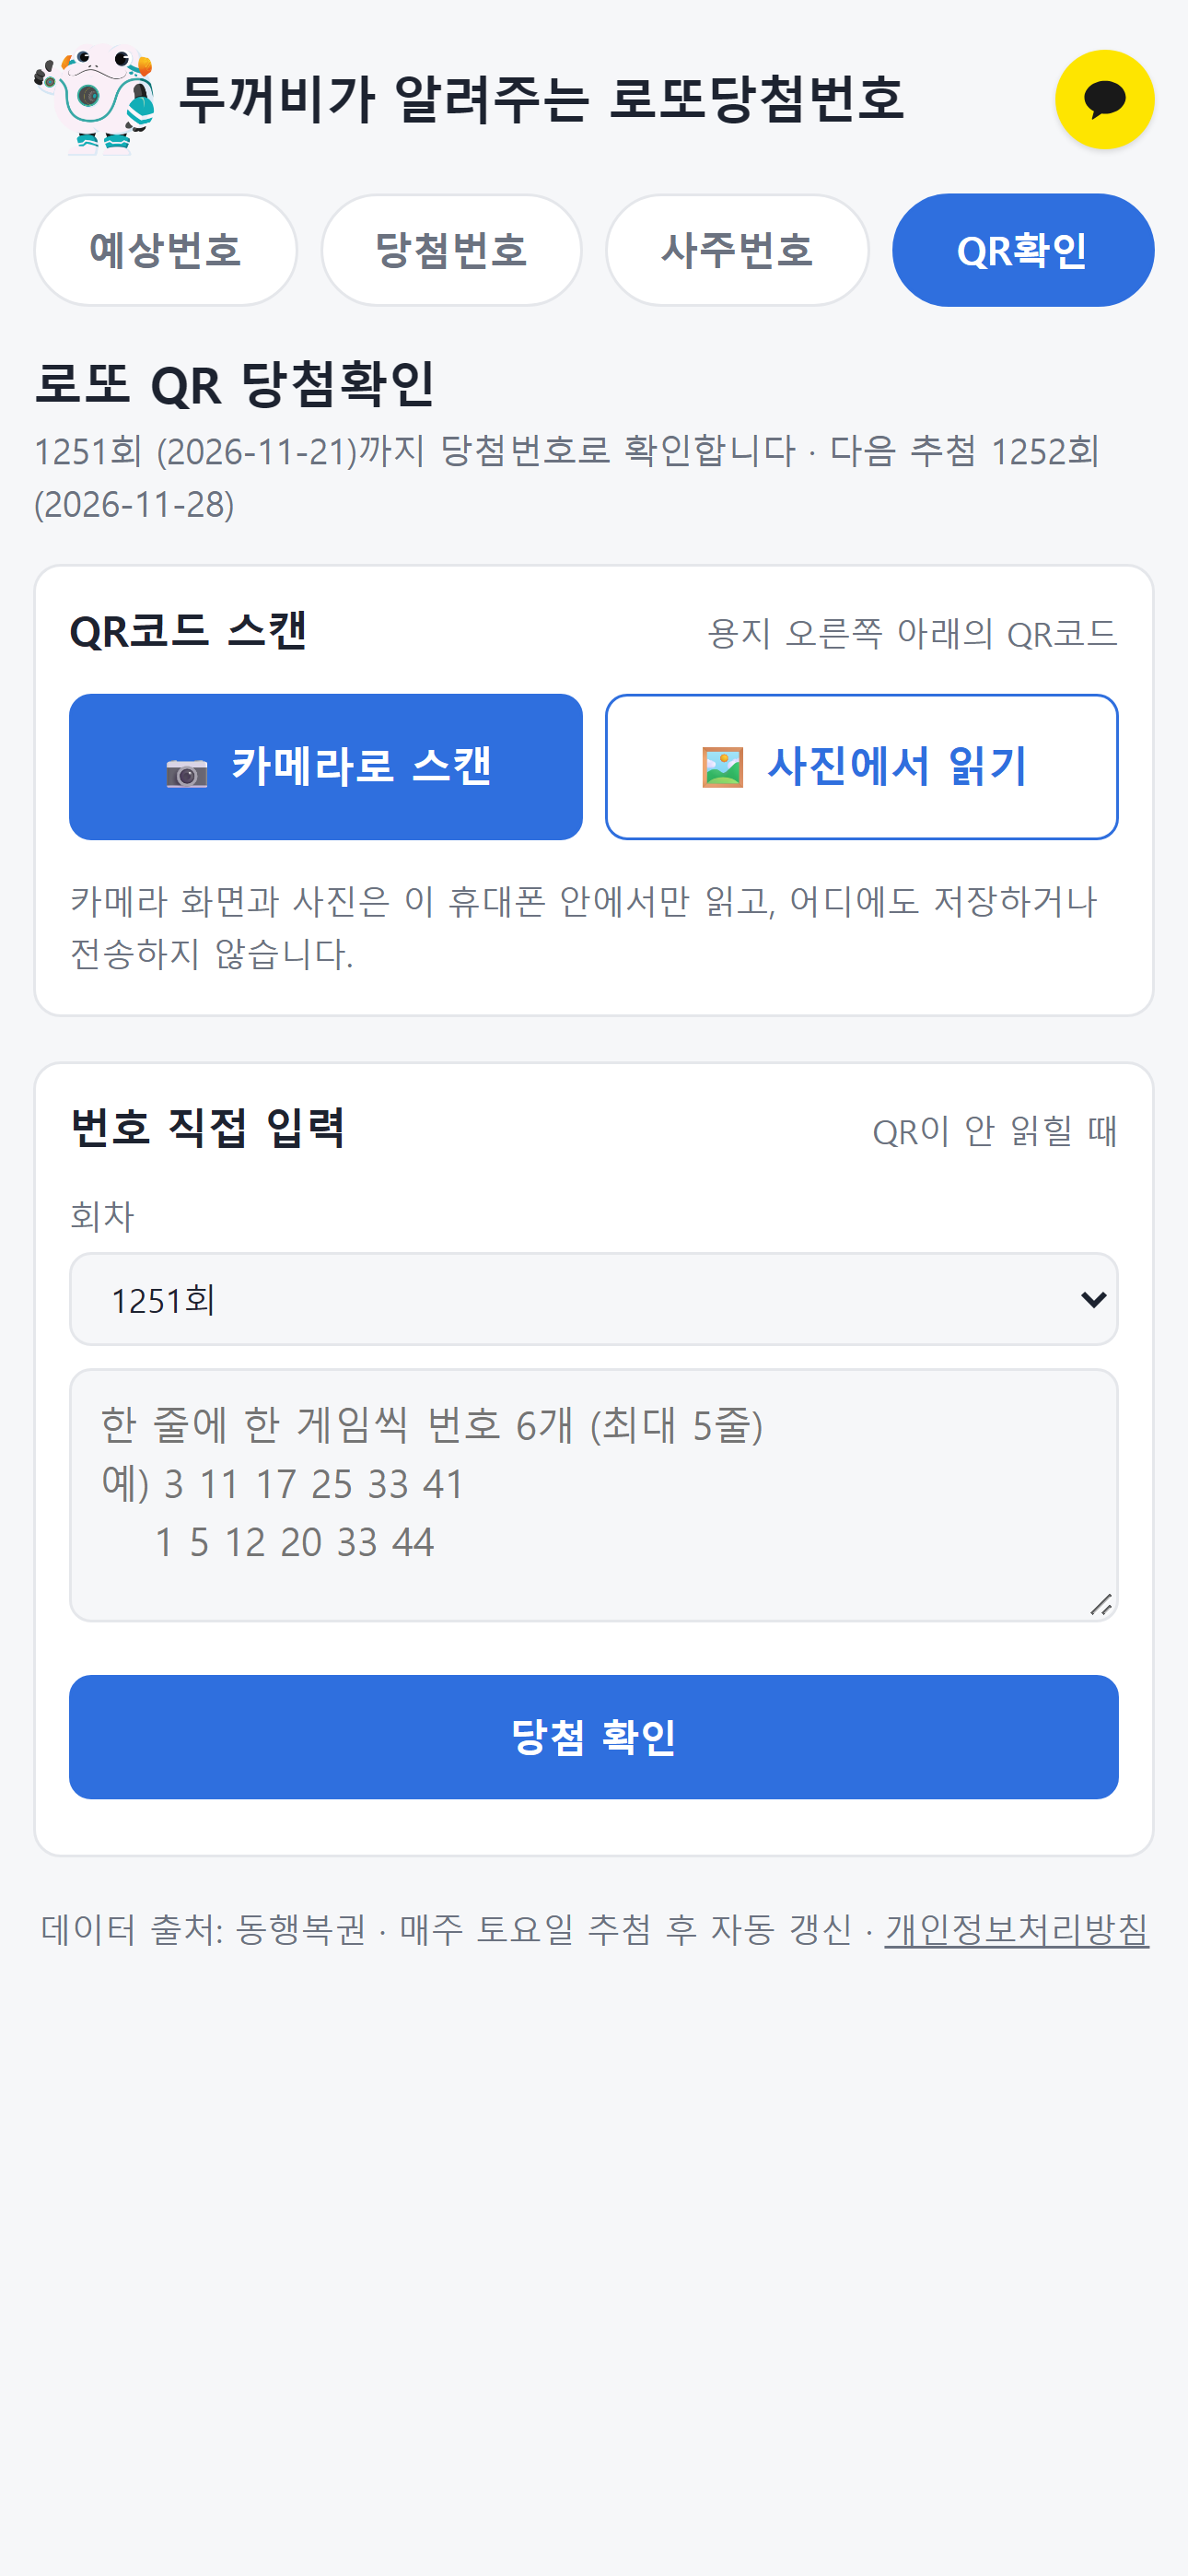 두꺼비가 알려주는 로또당첨번호
예상번호
당첨번호
사주번호
QR확인
로또 QR 당첨확인
1251회 (2026-11-21)까지 당첨번호로 확인합니다 · 다음 추첨 1252회
(2026-11-28)
QR코드 스캔
용지 오른쪽 아래의 QR코드
카메라로 스캔
사진에서 읽기
카메라 화면과 사진은 이 휴대폰 안에서만 읽고, 어디에도 저장하거나
전송하지 않습니다.
번호 직접 입력
QR이 안 읽힐 때
회차
1251회
한 줄에 한 게임씩 번호 6개 (최대 5줄)
예) 3 11 17 25 33 41
1 5 12 20 33 44
당첨 확인
데이터 출처: 동행복권 · 매주 토요일 추첨 후 자동 갱신 · 개인정보처리방침